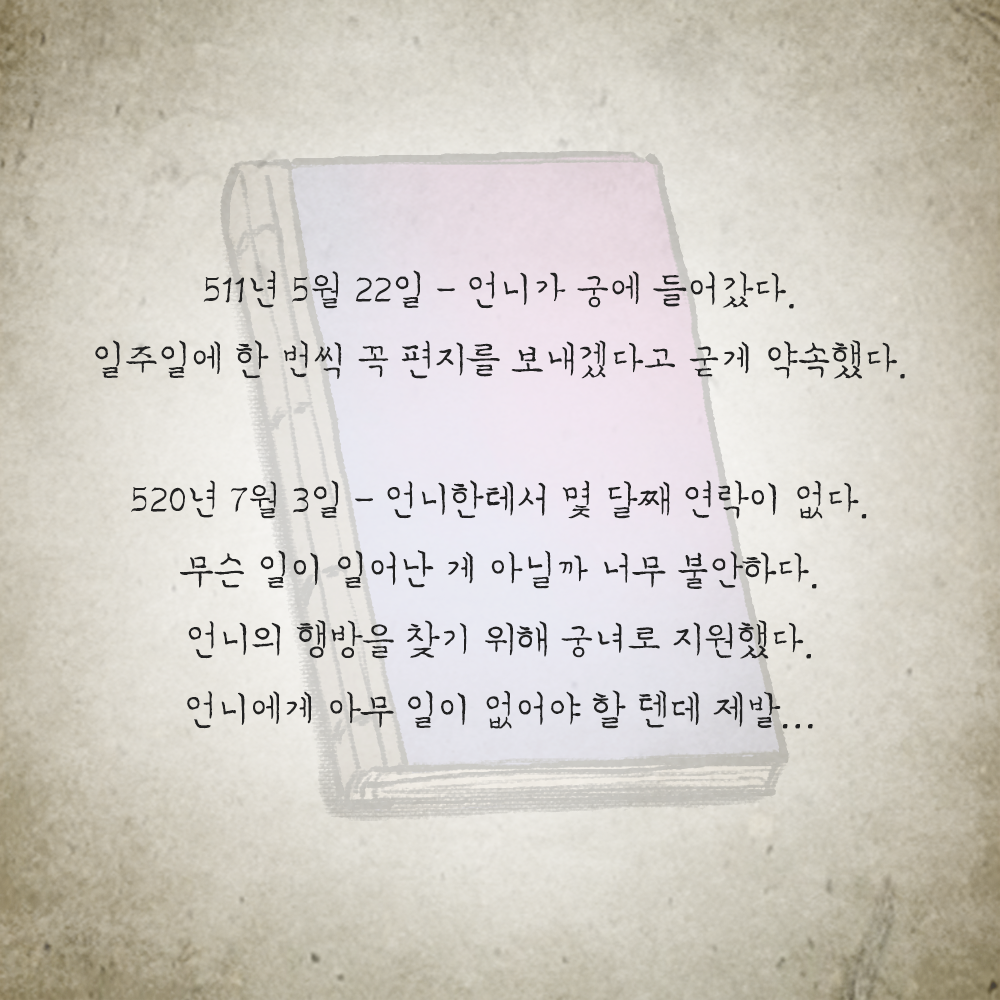 511년 5월 22일 - 언니가 궁에 들어갔다.
일주일에 한 번씩 꼭 편지를 보내겠다고 굳게 약속했다.
520년 7월 3일 - 언니한테서 몇 달째 연락이 없다.
무슨 일이 일어난 게 아닐까 너무 불안하다.
언니의 행방을 찾기 위해 궁녀로 지원했다.
언니에게 아무 일이 없어야 할 텐데 제발...